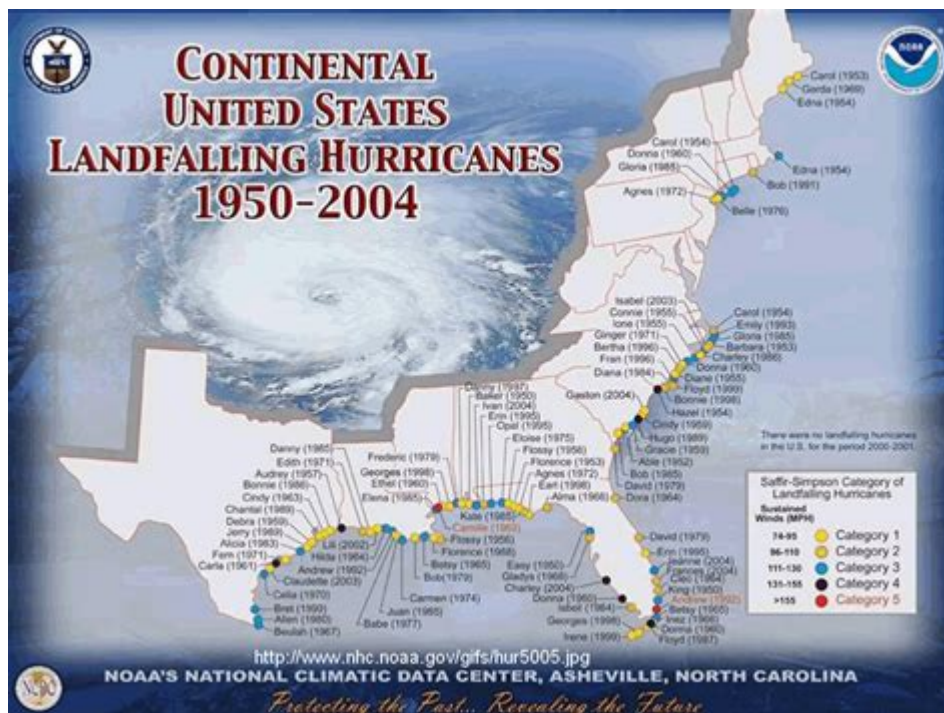 CONTINENTAL
UNITED STATES
LANDFALLING HURRICANES
1950-2004
noaa
Carol (1953)
Gerda (1969)
Edna (1954)
Carol (1954)
Donna (1960)
Gloria (1985)
Agnes (1972)
Edna (1954)
Bob (1991)
Belle (1976)
Isabel (2003)
Connie (1955)
Ione (1955)
Ginger (1971)
Bertha (1996)
Fran (1996)
Diana (1984)
Gaston (2004)
Carol (1954)
Emily (1993)
Gloria (1985)
Barbara (1953)
Charley (1986)
Donna (1960)
Diane (1955)
Floyd (1999)
Bonnie (1998)
Hazel (1954)
Cindy (1959)
Hugo (1989)
Gracie (1959)
Able (1952)
Bob (1985)
David (1979)
Dora (1964)
There were no landfalling hurricanes
in the U.S. for the period 2000-2001.
Danny (1997)
Baker (1950)
Ivan (2004)
Erin (1995)
Opal (1995)
Eloise (1975)
Flossy (1956)
Florence (1953)
Agnes (1972)
Earl (1998)
Alma (1966)
Frederic (1979)
Georges (1998)
Ethel (1960)
Elena (1985)
Kate (1985)
Camille (1969)
Flossy (1956)
Florence (1988)
Betsy (1965)
Bob (1979)
Carmen (1974)
Juan (1985)
Babe (1977)
Danny (1985)
Edith (1971)
Audrey (1957)
Bonnie (1986)
Cindy (1963)
Chantal (1989)
Debra (1959)
Jerry (1989)
Alicia (1983)
Fern (1971)
Carla (1961)
Lili (2002)
Hilda (1964)
Andrew (1992)
Claudette (2003)
Celia (1970)
Bret (1999)
Allen (1980)
Beulah (1967)
Easy (1950)
Gladys (1968)
Charley (2004)
Donna (1960)
Isbell (1964)
Georges (1998)
Irene (1999)
David (1979)
Erin (1995)
Jeanne (2004)
Frances (2004)
Cleo (1964)
King (1950)
Andrew (1992)
Betsy (1965)
Inez (1966)
Donna (1960)
Floyd (1987)
Saffir-Simpson Category of
Landfalling Hurricanes
Sustained
Winds (MPH)
74-95 Category 1
96-110 Category 2
111-130 Category 3
131-155 Category 4
>155 Category 5
http://www.nhc.noaa.gov/gifs/hur5005.jpg
NOAA'S NATIONAL CLIMATIC DATA CENTER, ASHEVILLE, NORTH CAROLINA
Protecting the Past... Revealing the Future